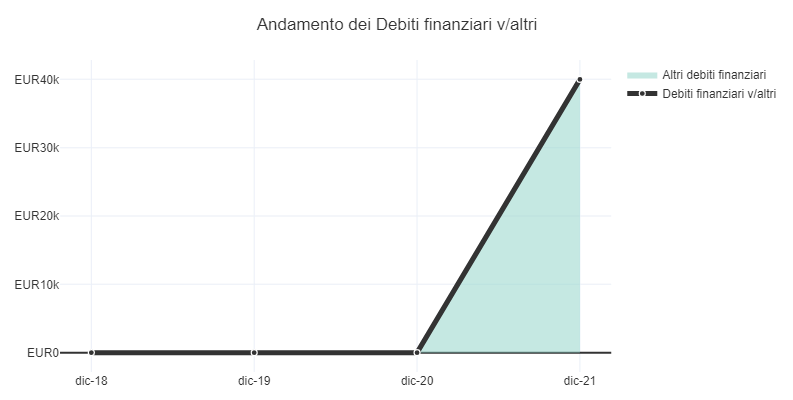 Andamento dei Debiti finanziari v/altri
EUR40k
EUR30k
EUR20k
EUR10k
EUR0
dic-18
dic-19
dic-20
dic-21
Altri debiti finanziari
Debiti finanziari v/altri